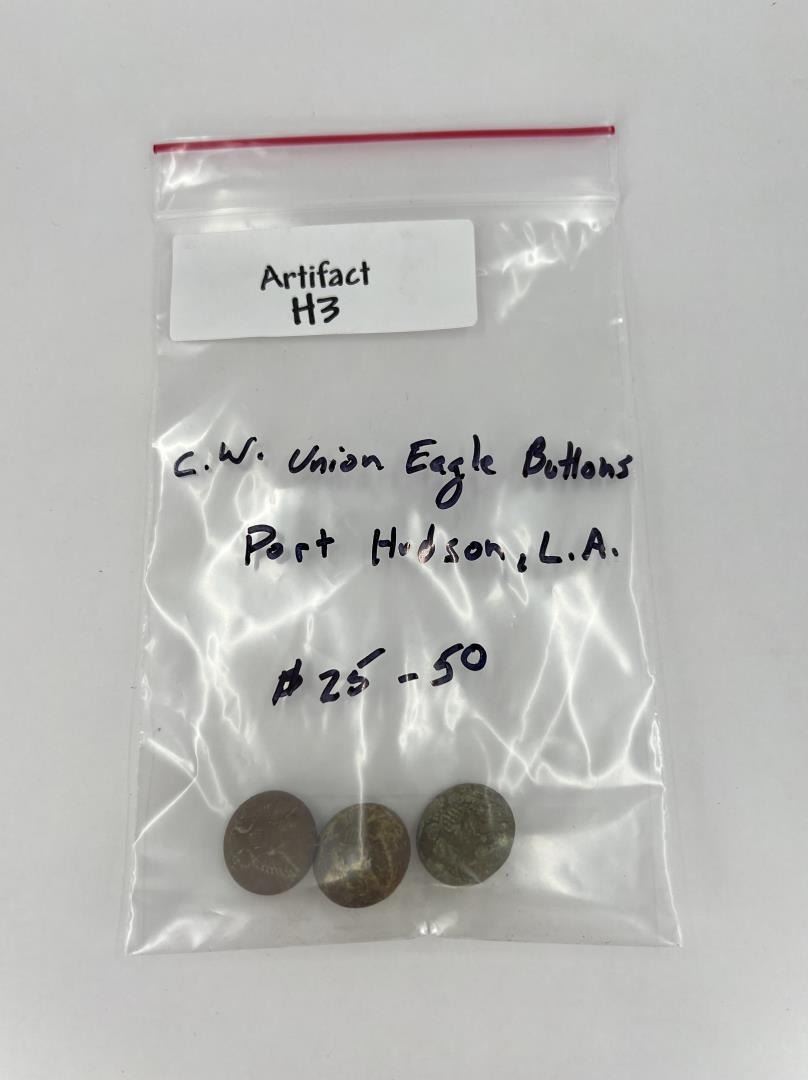 Artifact
H3
C.W. Union Eagle Buttons
Port Hudson, L.A.
$25-50